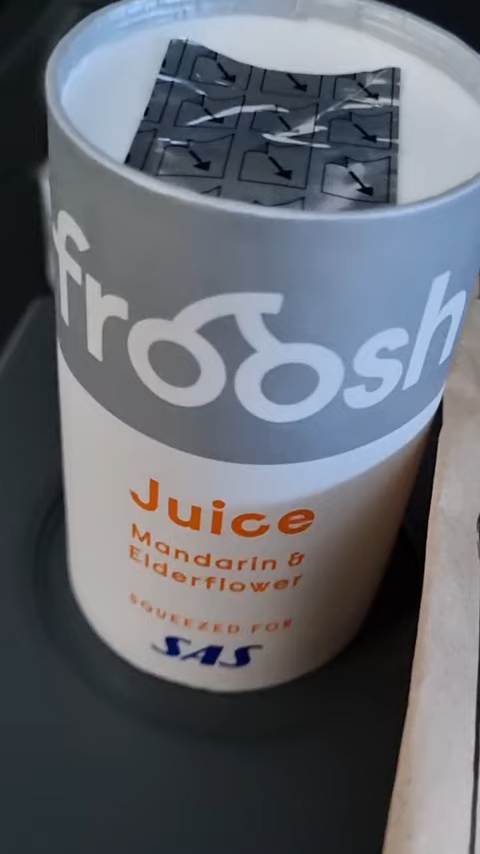 froosh
Juice
Mandarin &
Elderflower
SQUEEZED FOR
SAS